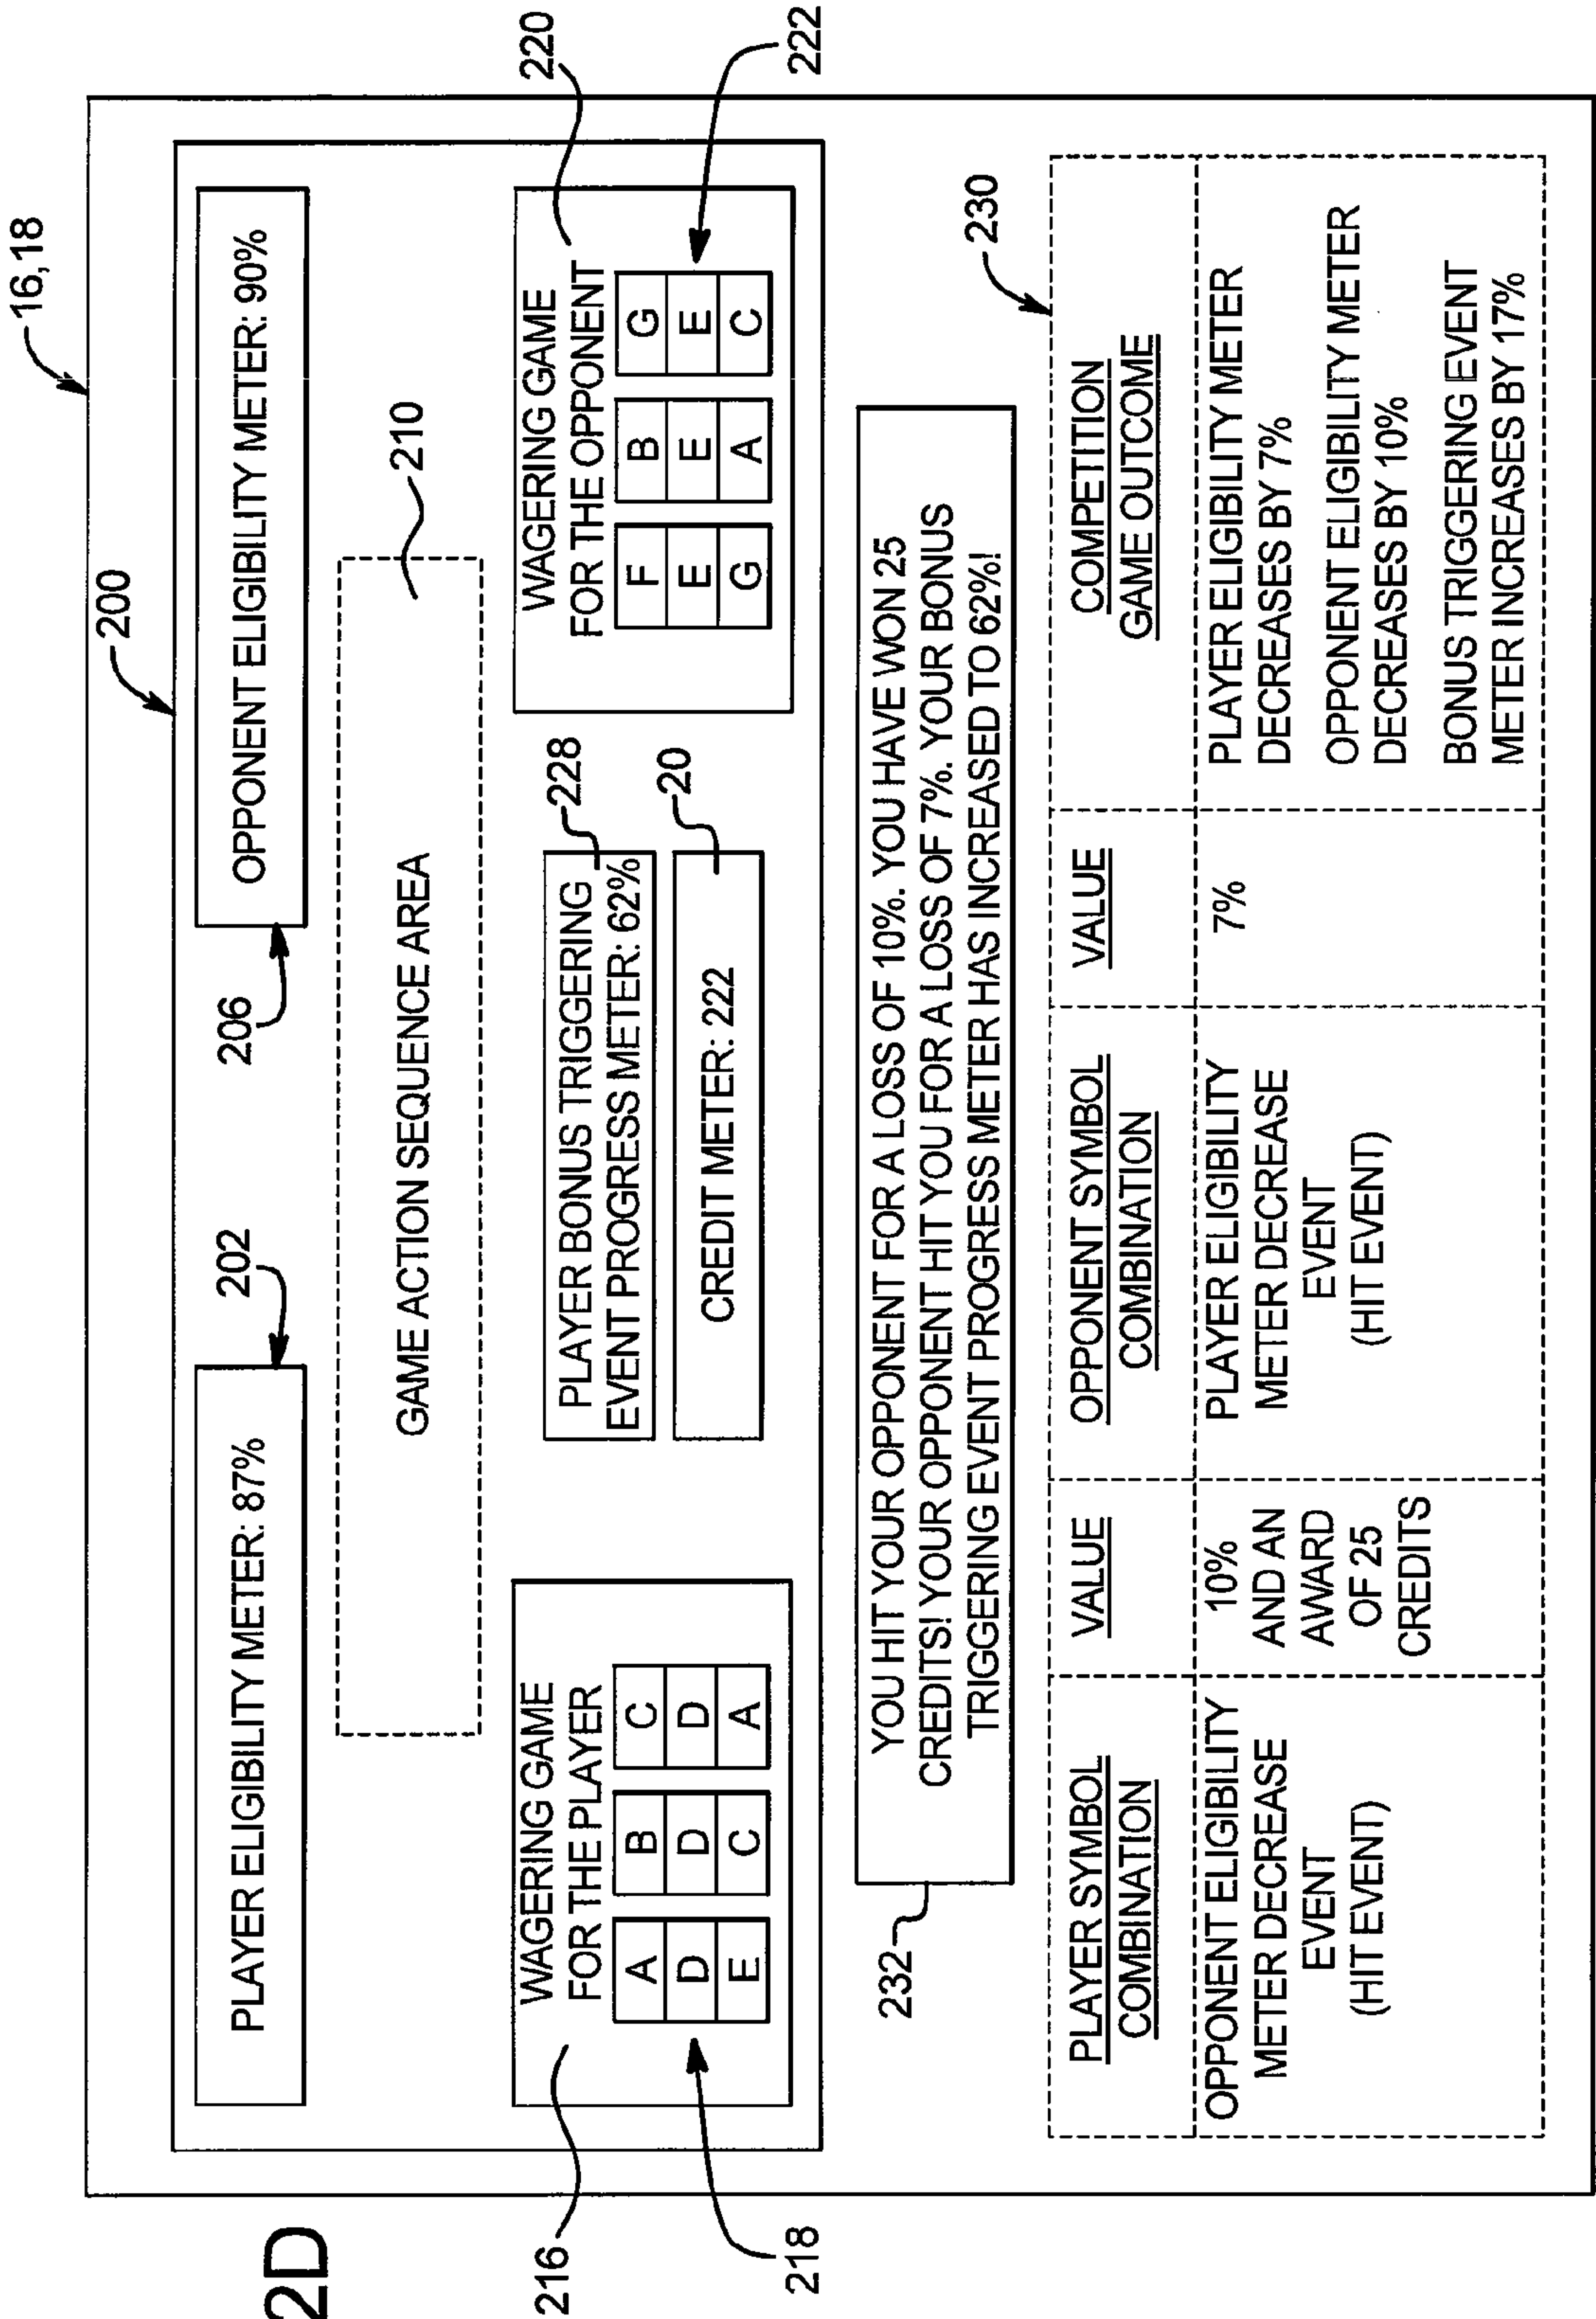 2D
16,18
200
PLAYER ELIGIBILITY METER: 87%
202
206
OPPONENT ELIGIBILITY METER: 90%
GAME ACTION SEQUENCE AREA
210
216
WAGERING GAME
FOR THE PLAYER
A B C
D D D
E C A
218
PLAYER BONUS TRIGGERING
EVENT PROGRESS METER: 62%
228
CREDIT METER: 222
20
WAGERING GAME
FOR THE OPPONENT
F B G
E E E
G A C
220
222
232
YOU HIT YOUR OPPONENT FOR A LOSS OF 10%. YOU HAVE WON 25
CREDITS! YOUR OPPONENT HIT YOU FOR A LOSS OF 7%. YOUR BONUS
TRIGGERING EVENT PROGRESS METER HAS INCREASED TO 62%!
230
PLAYER SYMBOL
COMBINATION
VALUE
OPPONENT SYMBOL
COMBINATION
VALUE
COMPETITION
GAME OUTCOME
OPPONENT ELIGIBILITY
METER DECREASE
EVENT
(HIT EVENT)
10%
AND AN
AWARD
OF 25
CREDITS
PLAYER ELIGIBILITY
METER DECREASE
EVENT
(HIT EVENT)
7%
PLAYER ELIGIBILITY METER
DECREASES BY 7%
OPPONENT ELIGIBILITY METER
DECREASES BY 10%
BONUS TRIGGERING EVENT
METER INCREASES BY 17%